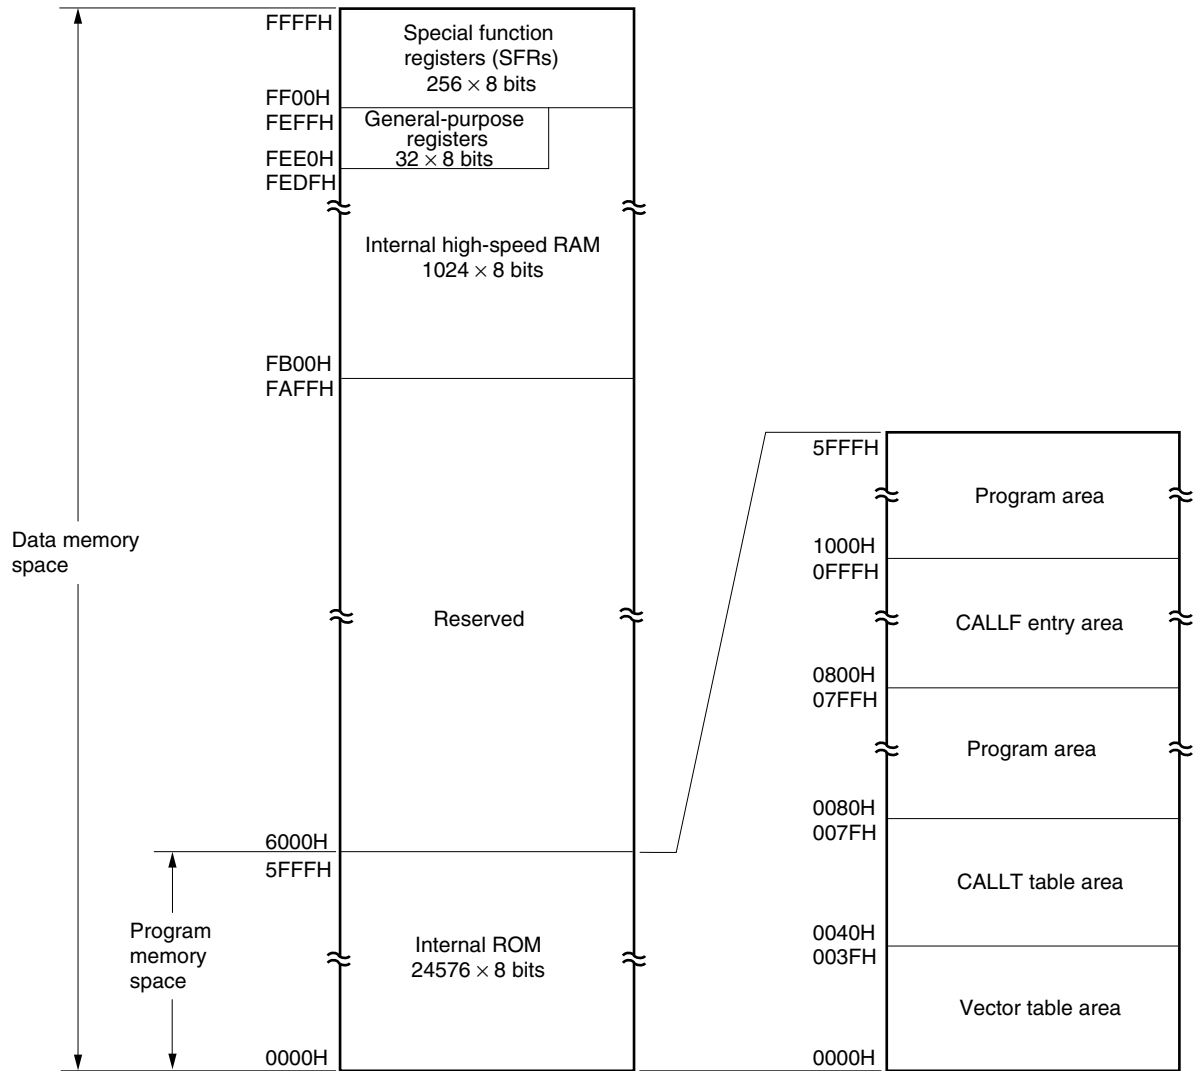 FFFFH
Special function
registers (SFRs)
256 × 8 bits
FF00H
FEFFH
General-purpose
registers
32 × 8 bits
FEE0H
FEDFH
Internal high-speed RAM
1024 × 8 bits
FB00H
FAFFH
Data memory
space
Reserved
6000H
5FFFH
Program
memory
space
Internal ROM
24576 × 8 bits
0000H
5FFFH
Program area
1000H
0FFFH
CALLF entry area
0800H
07FFH
Program area
0080H
007FH
CALLT table area
0040H
003FH
Vector table area
0000H